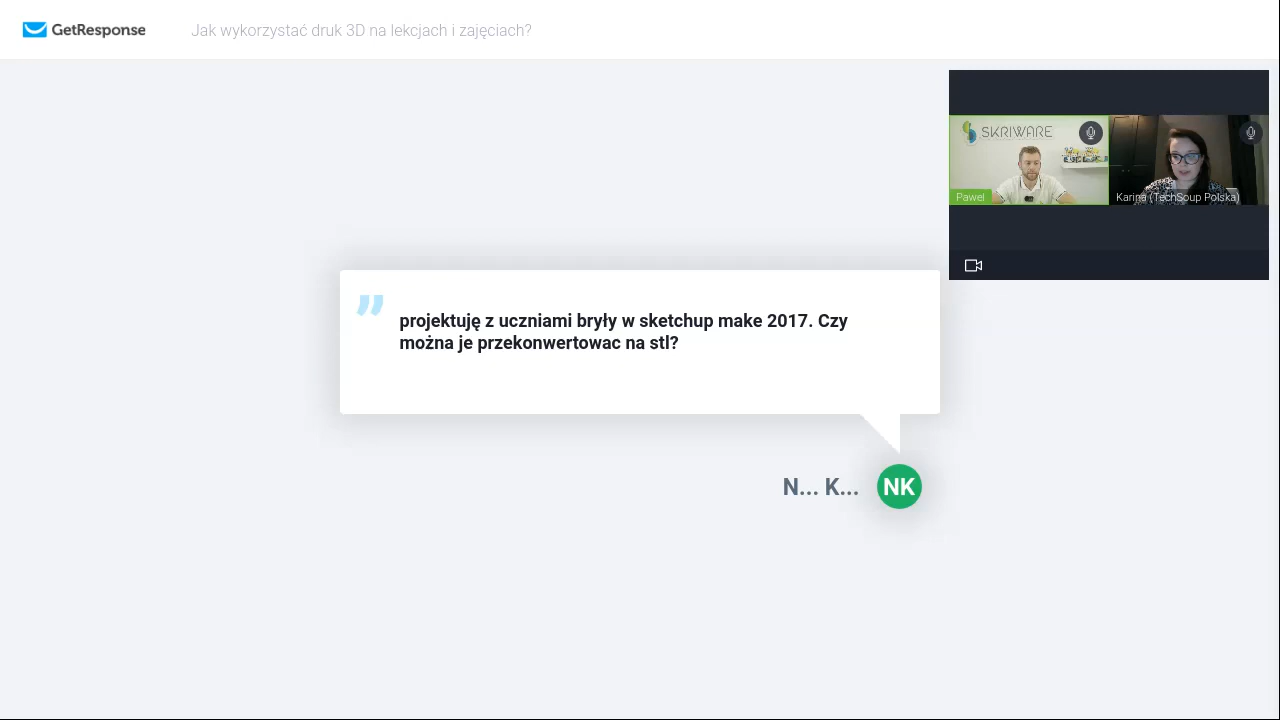 GetResponse
Jak wykorzystać druk 3D na lekcjach i zajęciach?
SKRIWARE
Pawel
Karina (TechSoup Polska)
projektuję z uczniami bryły w sketchup make 2017. Czy
można je przekonwertowac na stl?
N... K...
NK